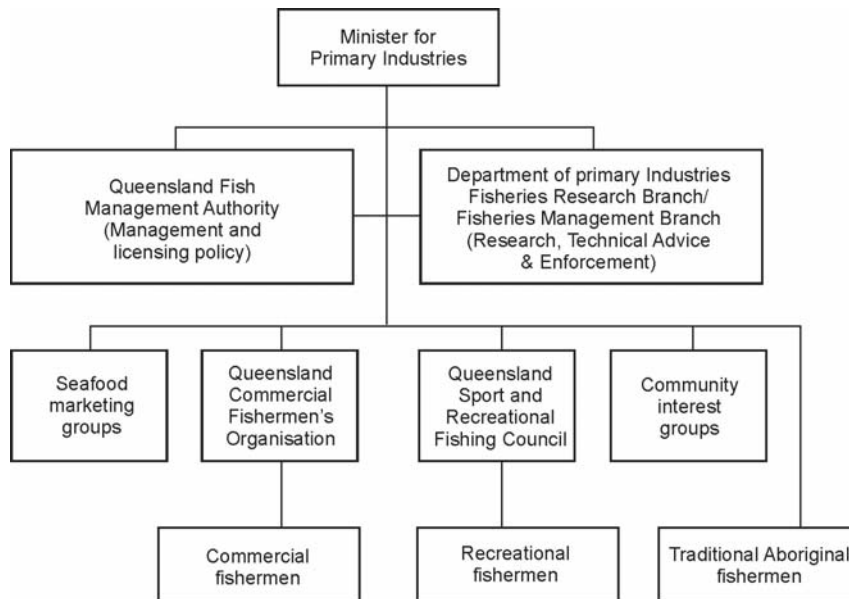 Minister for
Primary Industries
Queensland Fish
Management Authority
(Management and
licensing policy)
Department of primary Industries
Fisheries Research Branch/
Fisheries Management Branch
(Research, Technical Advice
& Enforcement)
Seafood
marketing
groups
Queensland
Commercial
Fishermen's
Organisation
Queensland
Sport and
Recreational
Fishing Council
Community
interest
groups
Commercial
fishermen
Recreational
fishermen
Traditional Aboriginal
fishermen